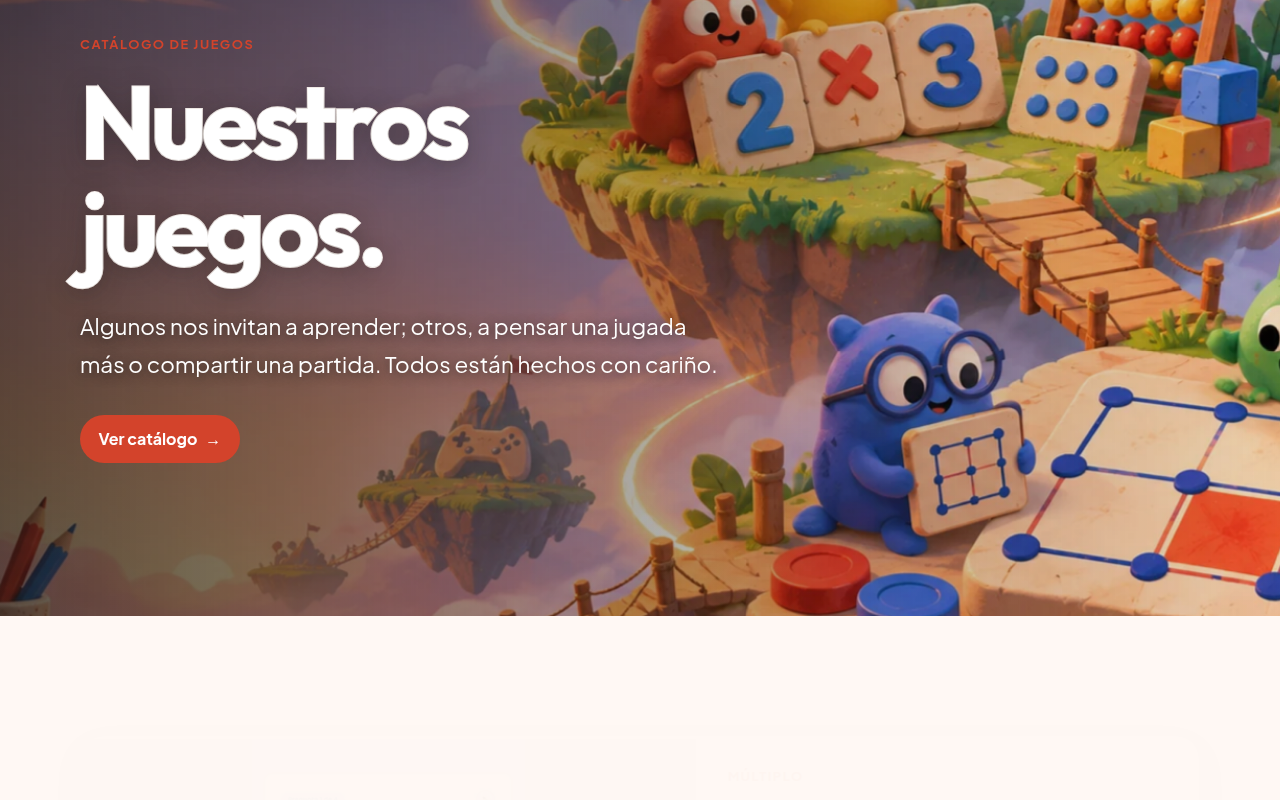 CATÁLOGO DE JUEGOS
Nuestros
juegos.
Algunos nos invitan a aprender; otros, a pensar una jugada
más o compartir una partida. Todos están hechos con cariño.
Ver catálogo →
2 × 3